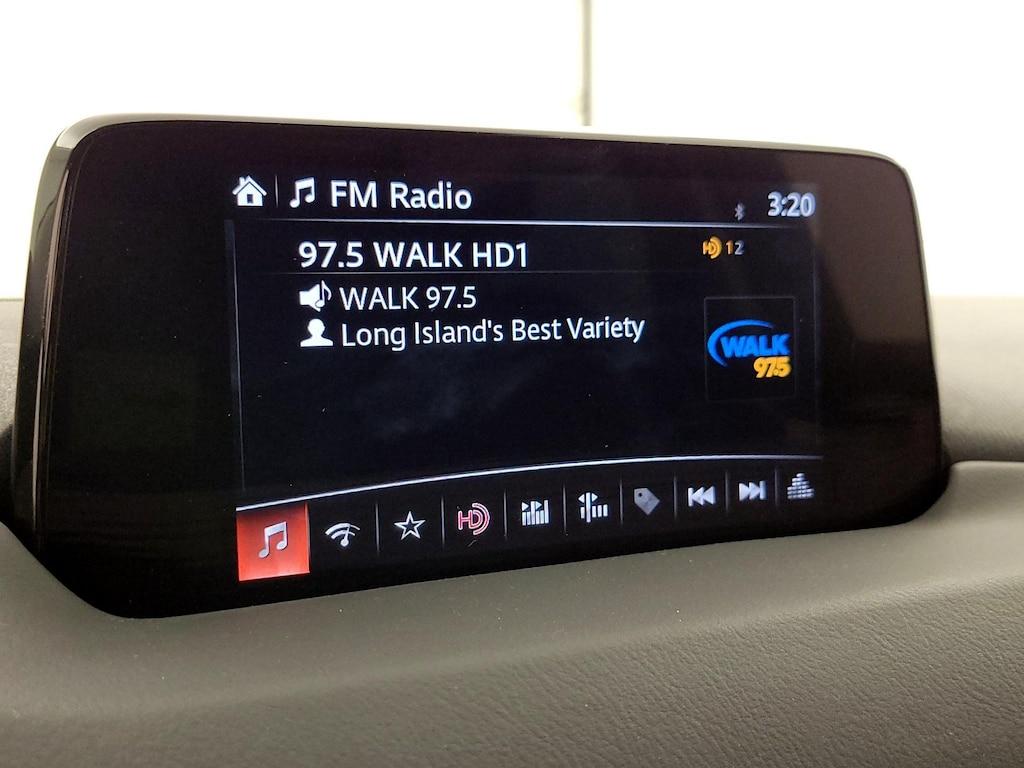 FM Radio
3:20
97.5 WALK HD1
HD 12
WALK 97.5
Long Island's Best Variety
WALK
97.5
HD